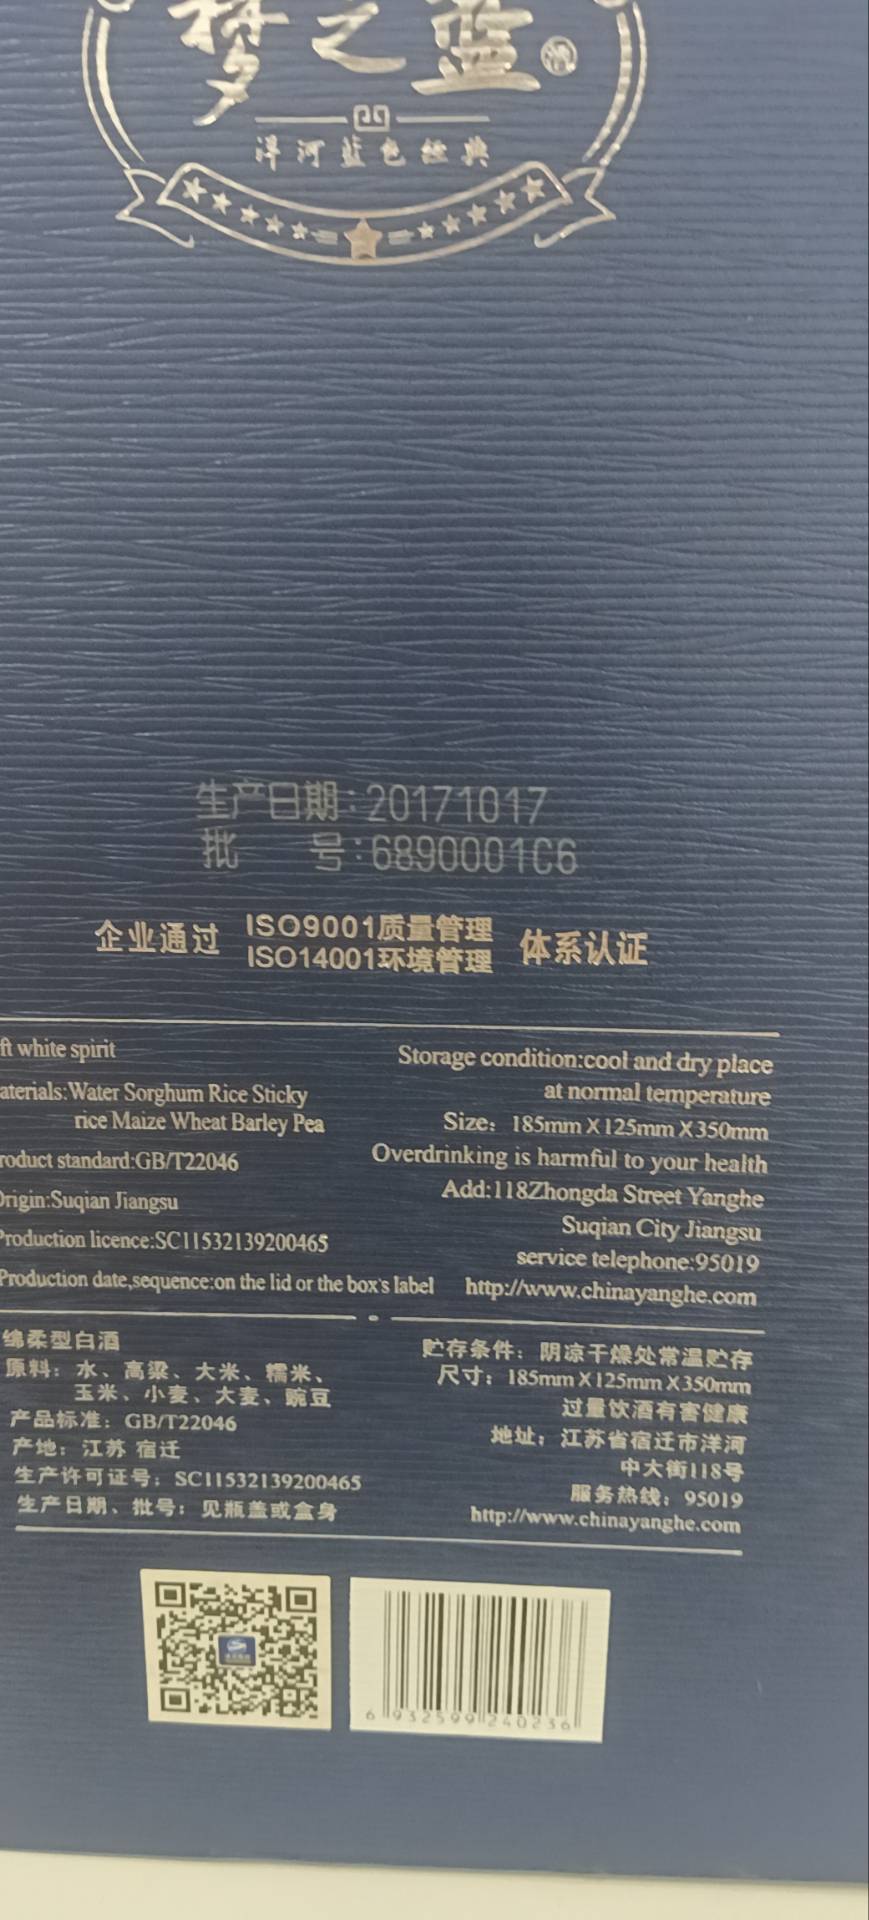 梦之蓝
洋河蓝色经典
生产日期:20171017
批 号:6890001C6
企业通过 ISO9001质量管理 体系认证
ISO14001环境管理
ft white spirit
aterials:Water Sorghum Rice Sticky
rice Maize Wheat Barley Pea
roduct standard:GB/T22046
Origin:Suqian Jiangsu
Production licence:SC11532139200465
Production date,sequence:on the lid or the box's label
Storage condition:cool and dry place
at normal temperature
Size: 185mm X 125mm X 350mm
Overdrinking is harmful to your health
Add:118Zhongda Street Yanghe
Suqian City Jiangsu
service telephone:95019
http://www.chinayanghe.com
绵柔型白酒
原料：水、高粱、大米、糯米、
玉米、小麦、大麦、豌豆
产品标准：GB/T22046
产地：江苏 宿迁
生产许可证号：SC11532139200465
生产日期、批号：见瓶盖或盒身
贮存条件：阴凉干燥处常温贮存
尺寸：185mm X 125mm X 350mm
过量饮酒有害健康
地址：江苏省宿迁市洋河
中大街118号
服务热线：95019
http://www.chinayanghe.com
6 932599 240236